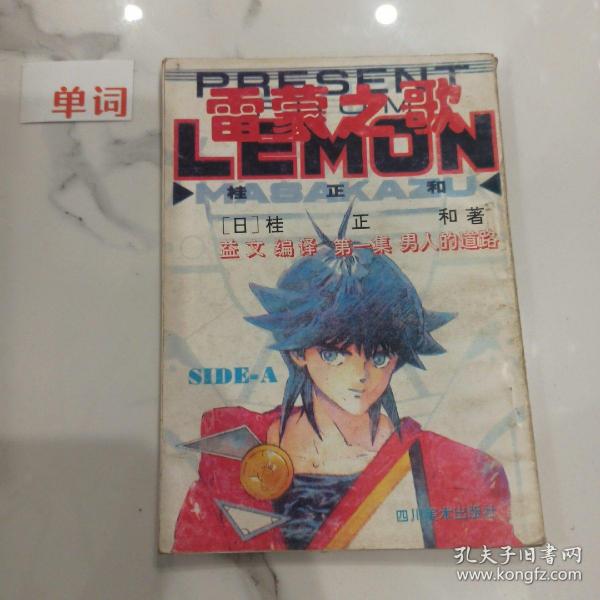 单词
PRESENT
雷蒙之歌
LEMON
桂正和
MASAKAZU
[日]桂 正 和著
益文 编译 第一集 男人的道路
SIDE-A
四川美术出版社
孔夫子旧书网
www.kongfz.com